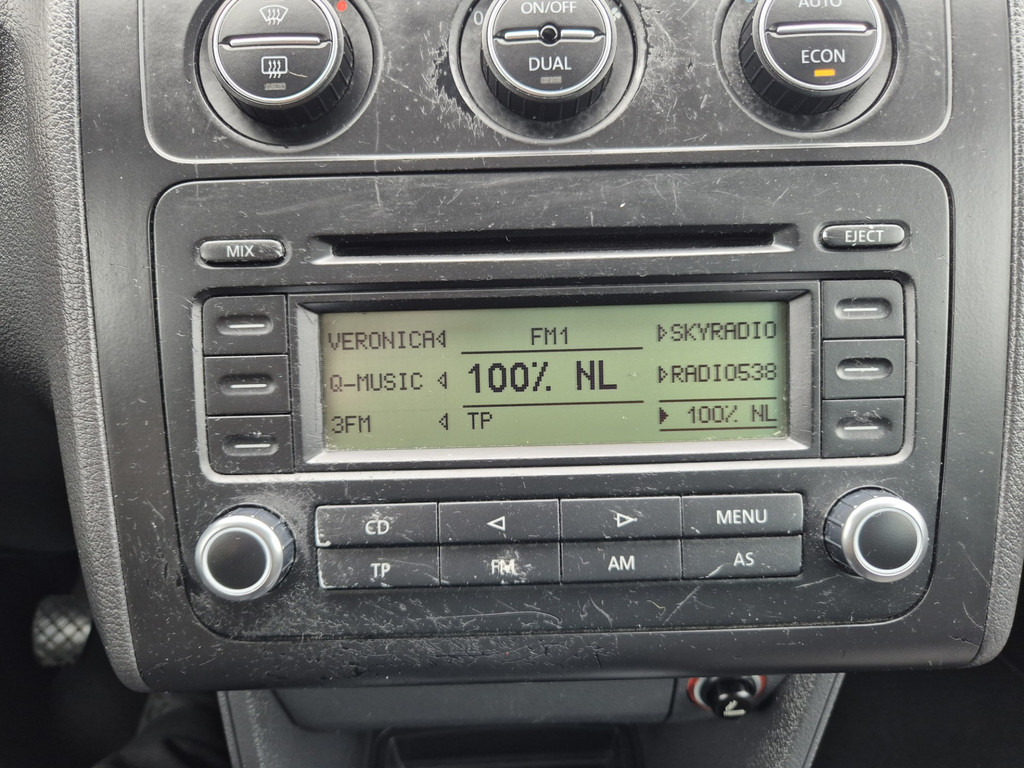 0
ON/OFF
DUAL
AUTO
ECON
MIX
EJECT
VERONICA FM1 SKYRADIO
Q-MUSIC 100% NL RADIO538
3FM TP 100% NL
CD MENU
TP FM AM AS